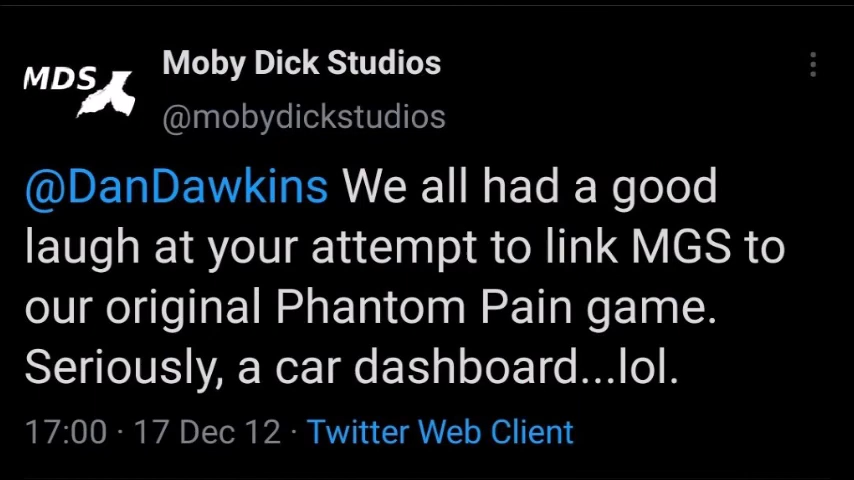 MDS
Moby Dick Studios
@mobydickstudios
@DanDawkins We all had a good
laugh at your attempt to link MGS to
our original Phantom Pain game.
Seriously, a car dashboard...lol.
17:00 · 17 Dec 12 · Twitter Web Client